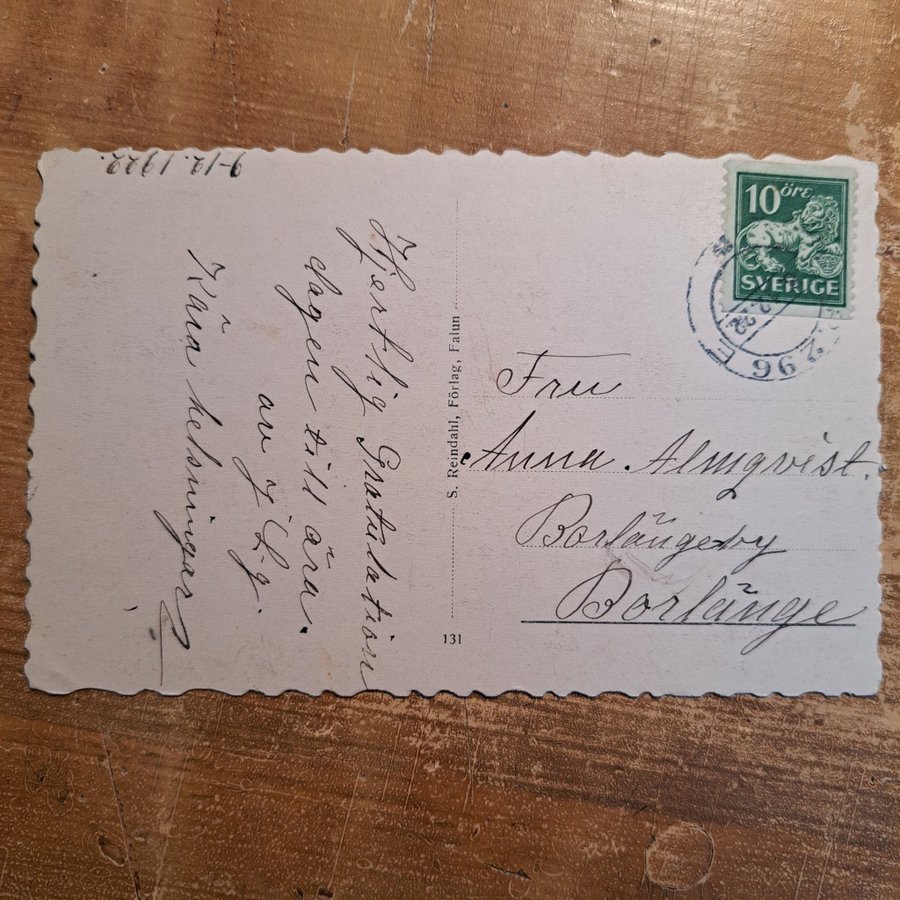 9-12.1922.
Hjertlig Gratulation
dagen till ära.
av
Kära helsningar
S. Reindahl, Förlag, Falun
131
10 öre
SVERIGE
296 E
Fru
Anna. Almqvist.
Borlängeby
Borlänge